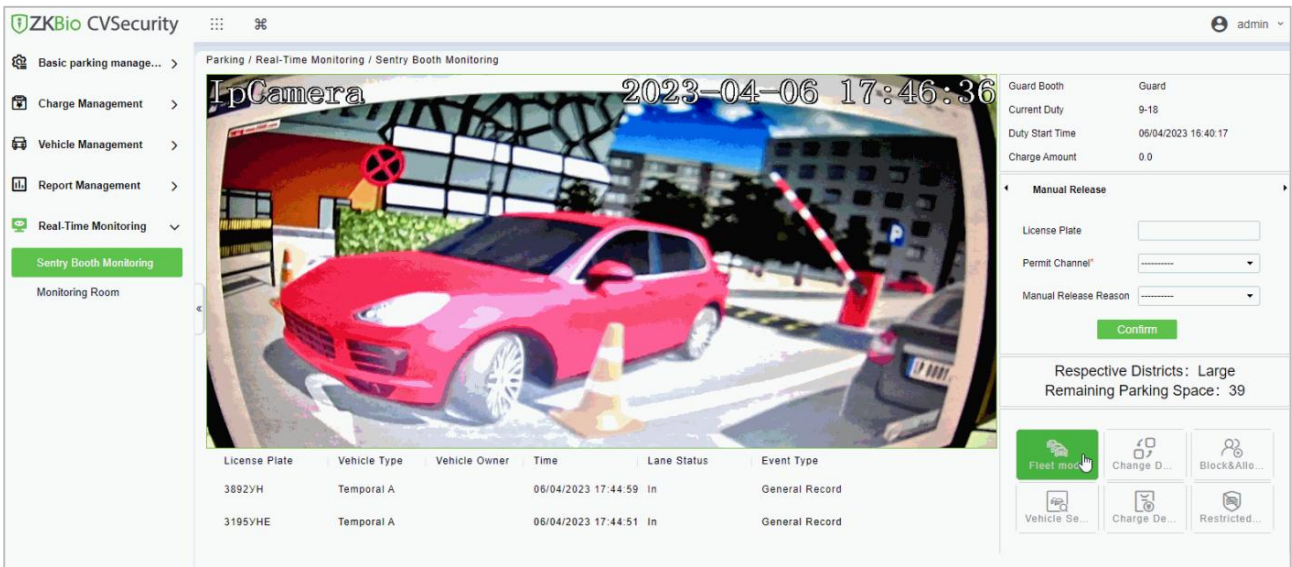 ZKBio CVSecurity
admin
Basic parking manage...
Charge Management
Vehicle Management
Report Management
Real-Time Monitoring
Sentry Booth Monitoring
Monitoring Room
Parking / Real-Time Monitoring / Sentry Booth Monitoring
IpCamera 2023-04-06 17:46:36
P
Guard Booth Guard
Current Duty 9-18
Duty Start Time 06/04/2023 16:40:17
Charge Amount 0.0
Manual Release
License Plate
Permit Channel* ----------
Manual Release Reason ----------
Confirm
Respective Districts: Large
Remaining Parking Space: 39
Fleet mod
Change D...
Block&Allo...
Vehicle Se...
Charge De...
Restricted...
License Plate Vehicle Type Vehicle Owner Time Lane Status Event Type
3892УН Temporal A 06/04/2023 17:44:59 In General Record
3195УНЕ Temporal A 06/04/2023 17:44:51 In General Record